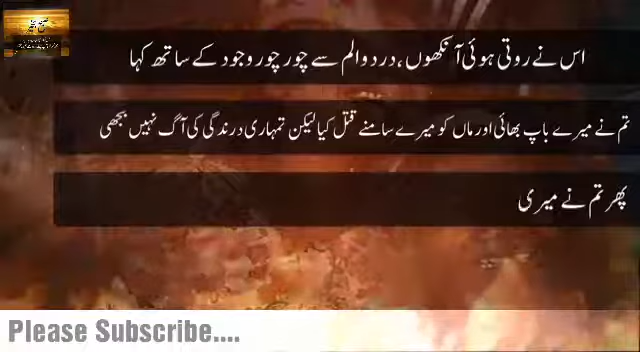 اس نے روتی ہوئی آنکھوں، درد و الم سے چور چور وجود کے ساتھ کہا
تم نے میرے باپ بھائی اور ماں کو میرے سامنے قتل کیا لیکن تمہاری درندگی کی آگ نہیں بجھی
پھر تم نے میری
Please Subscribe....